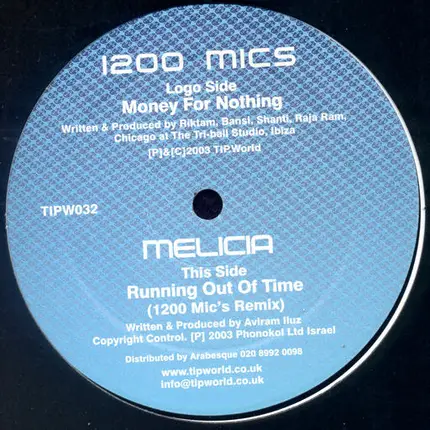 1200 MICS
Logo Side
Money For Nothing
Written & Produced by Riktam, Bansi, Shanti, Raja Ram,
Chicago at The Tri-ball Studio, Ibiza
[P]&[C]2003 TIP.World
TIPW032
MELICIA
This Side
Running Out Of Time
(1200 Mic's Remix)
Written & Produced by Aviram Iluz
Copyright Control. [P] 2003 Phonokol Ltd Israel
Distributed by Arabesque 020 8992 0098
www.tipworld.co.uk
info@tipworld.co.uk